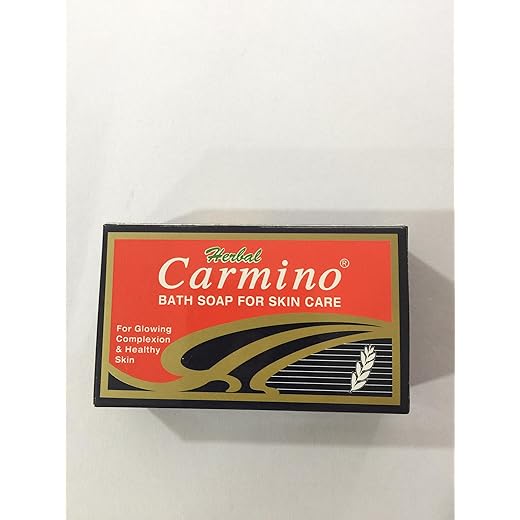 Herbal
Carmino®
BATH SOAP FOR SKIN CARE
For Glowing
Complexion
& Healthy
Skin